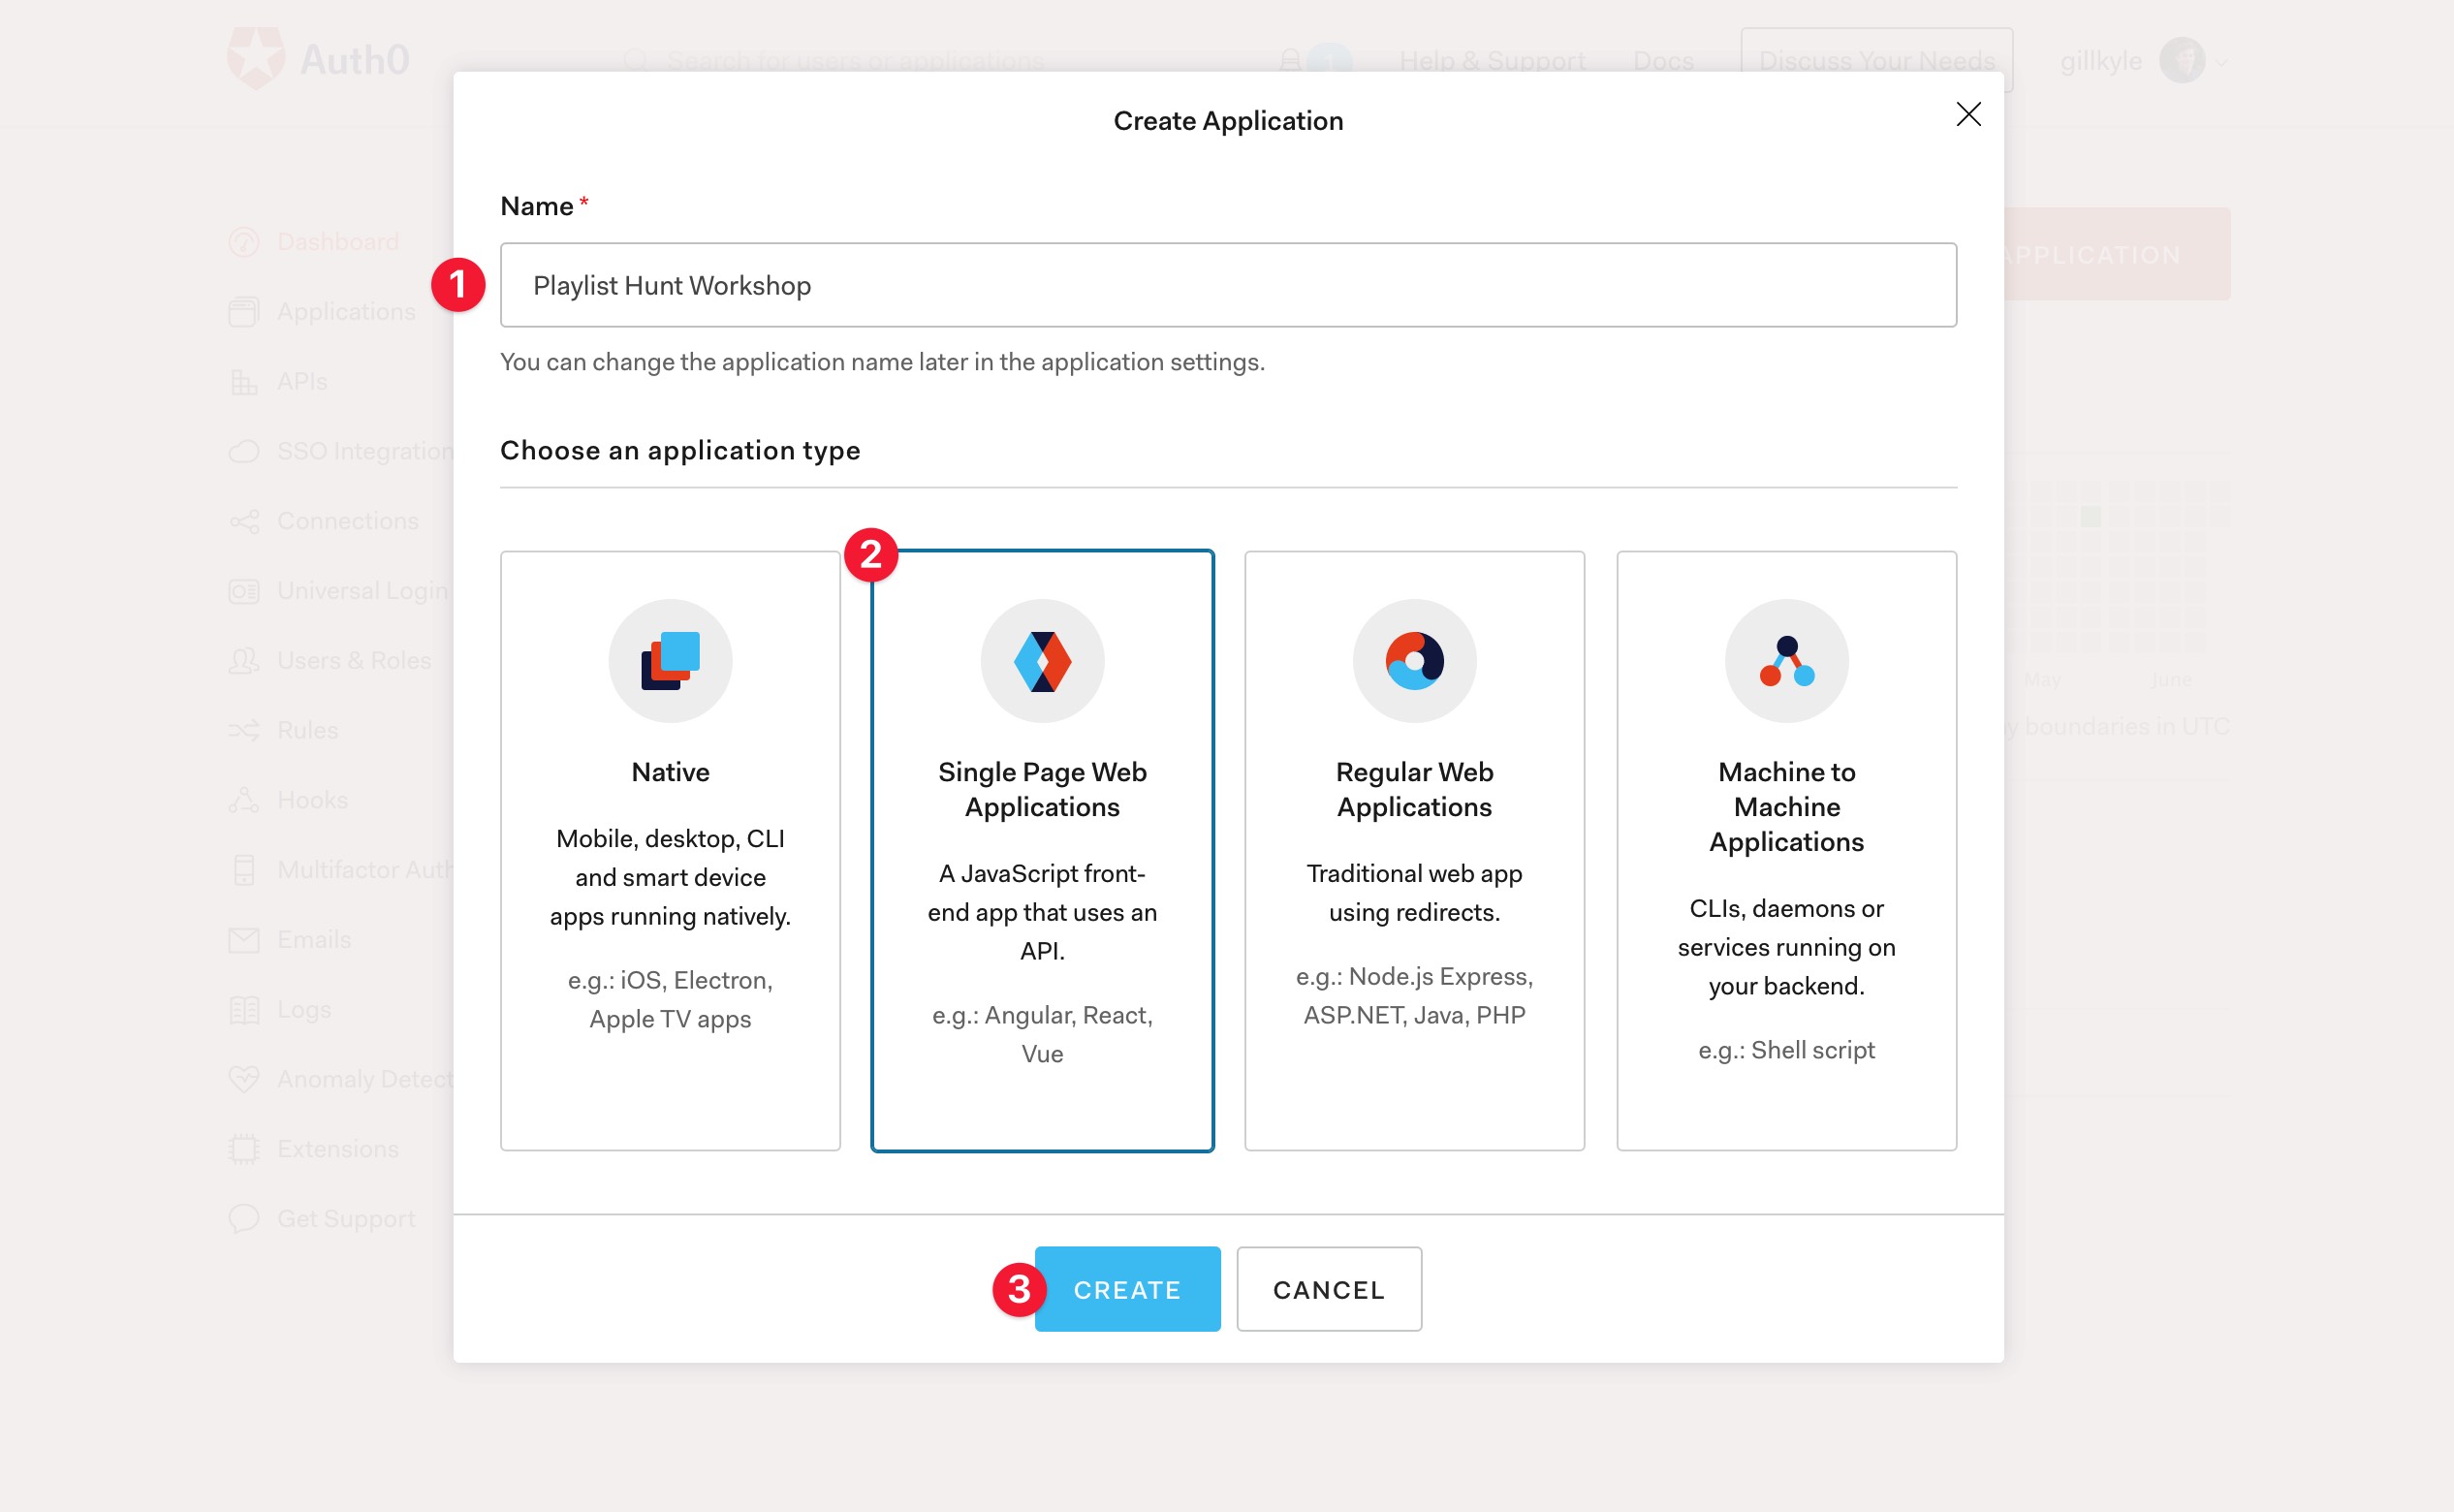 Auth0
Search for users or applications
1
Help & Support
Docs
Discuss Your Needs
gillkyle
Create Application
Name *
1
Playlist Hunt Workshop
You can change the application name later in the application settings.
Choose an application type
2
Native
Mobile, desktop, CLI
and smart device
apps running natively.
e.g.: iOS, Electron,
Apple TV apps
Single Page Web
Applications
A JavaScript front-
end app that uses an
API.
e.g.: Angular, React,
Vue
Regular Web
Applications
Traditional web app
using redirects.
e.g.: Node.js Express,
ASP.NET, Java, PHP
Machine to
Machine
Applications
CLIs, daemons or
services running on
your backend.
e.g.: Shell script
3
CREATE
CANCEL
Dashboard
Applications
APIs
SSO Integration
Connections
Universal Login
Users & Roles
Rules
Hooks
Multifactor Auth
Emails
Logs
Anomaly Detect
Extensions
Get Support
APPLICATION
May
June
y boundaries in UTC